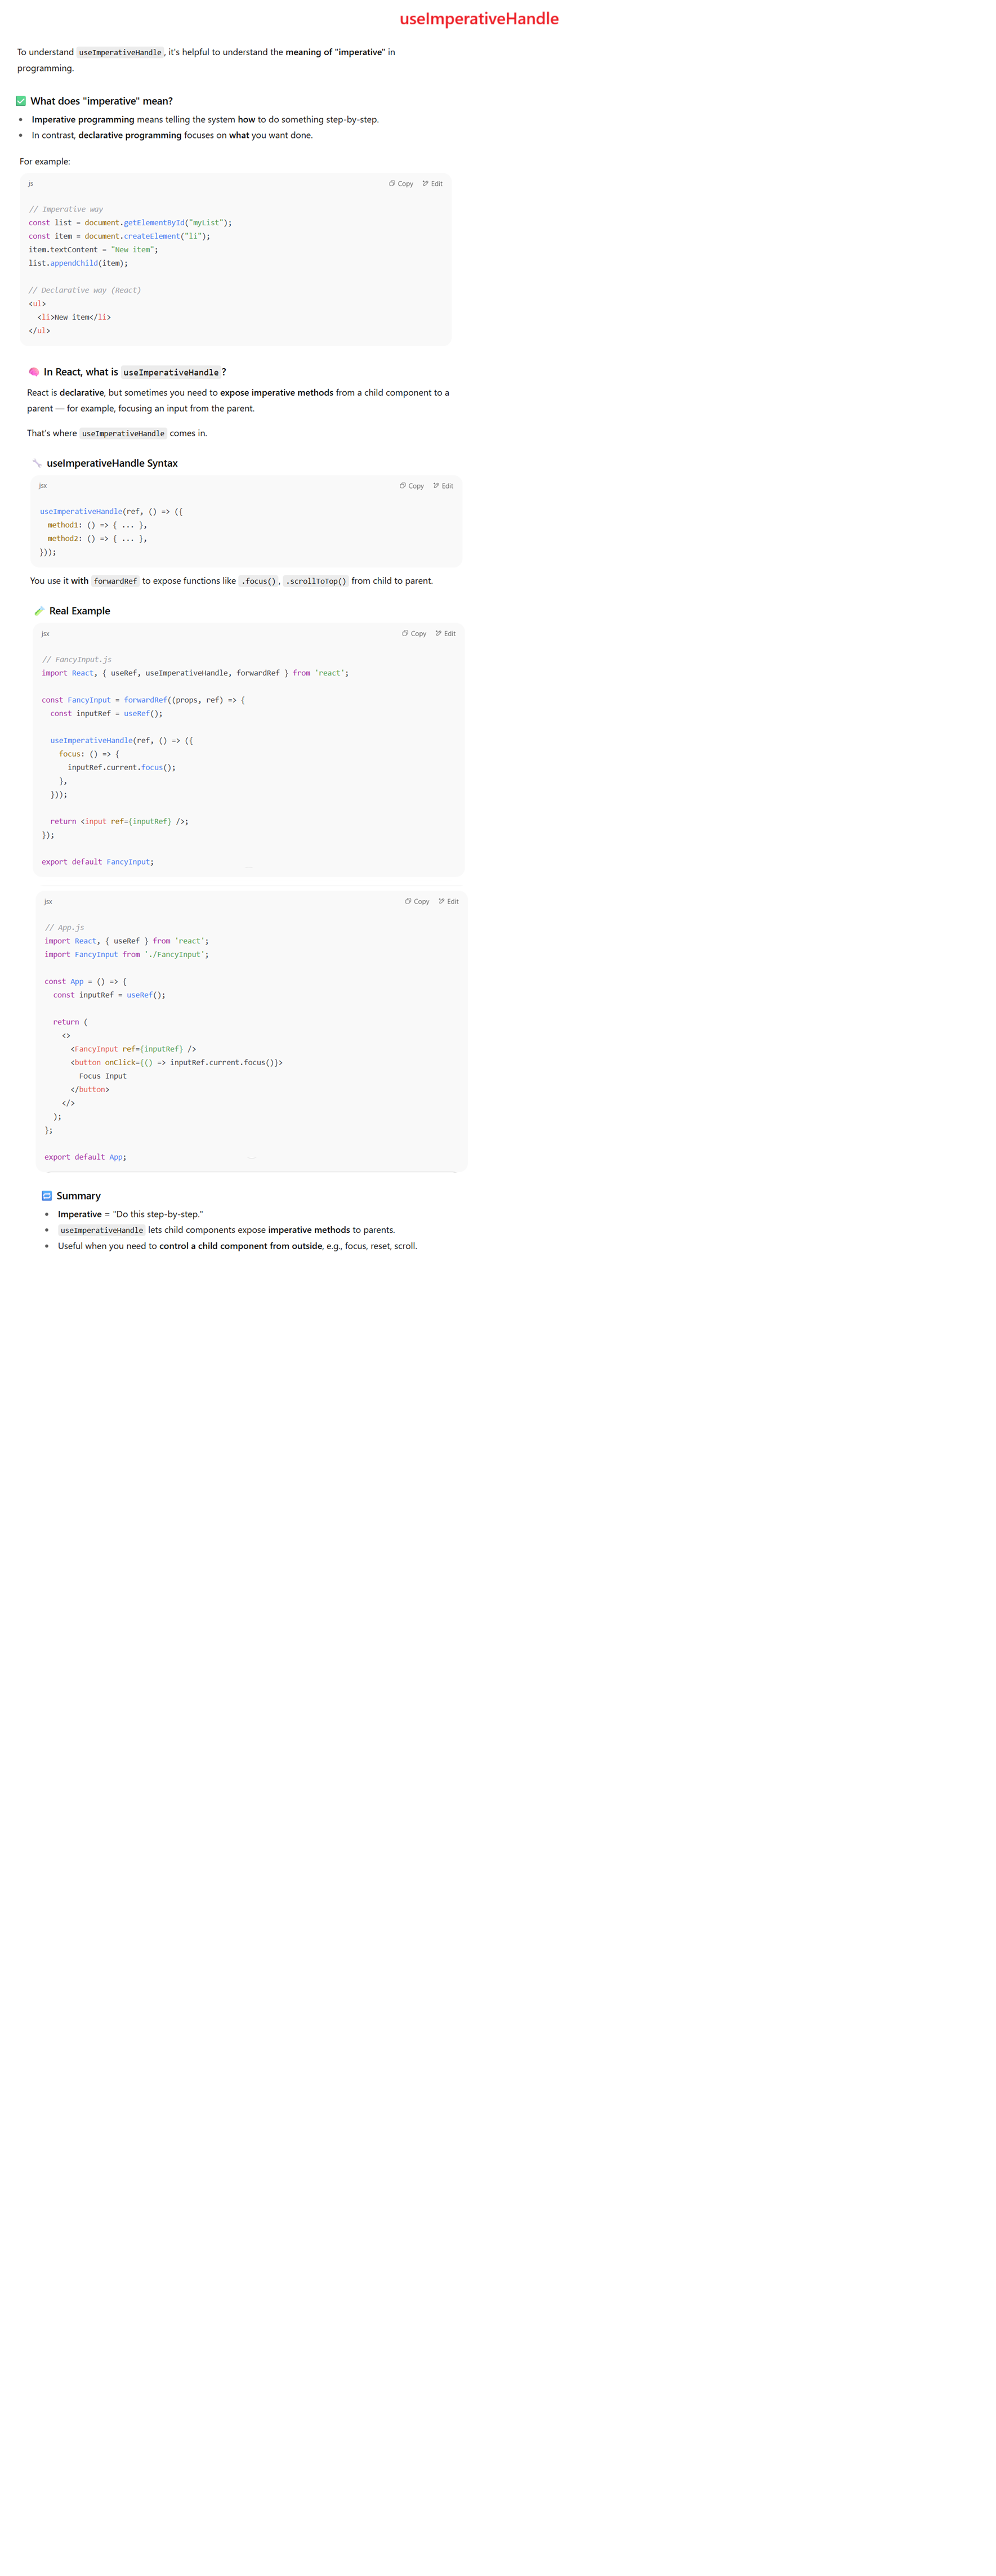 useImperativeHandle
To understand useImperativeHandle, it's helpful to understand the meaning of "imperative" in
programming.
✅ What does "imperative" mean?
• Imperative programming means telling the system how to do something step-by-step.
• In contrast, declarative programming focuses on what you want done.
For example:
js Copy Edit
// Imperative way
const list = document.getElementById("myList");
const item = document.createElement("li");
item.textContent = "New item";
list.appendChild(item);
// Declarative way (React)
<ul>
  <li>New item</li>
</ul>
🧠 In React, what is useImperativeHandle?
React is declarative, but sometimes you need to expose imperative methods from a child component to a
parent — for example, focusing an input from the parent.
That's where useImperativeHandle comes in.
🔧 useImperativeHandle Syntax
jsx Copy Edit
useImperativeHandle(ref, () => ({
  method1: () => { ... },
  method2: () => { ... },
}));
You use it with forwardRef to expose functions like .focus(), .scrollToTop() from child to parent.
🧪 Real Example
jsx Copy Edit
// FancyInput.js
import React, { useRef, useImperativeHandle, forwardRef } from 'react';
const FancyInput = forwardRef((props, ref) => {
  const inputRef = useRef();
  useImperativeHandle(ref, () => ({
    focus: () => {
      inputRef.current.focus();
    },
  }));
  return <input ref={inputRef} />;
});
export default FancyInput;
jsx Copy Edit
// App.js
import React, { useRef } from 'react';
import FancyInput from './FancyInput';
const App = () => {
  const inputRef = useRef();
  return (
    <>
      <FancyInput ref={inputRef} />
      <button onClick={() => inputRef.current.focus()}>
        Focus Input
      </button>
    </>
  );
};
export default App;
🔁 Summary
• Imperative = "Do this step-by-step."
• useImperativeHandle lets child components expose imperative methods to parents.
• Useful when you need to control a child component from outside, e.g., focus, reset, scroll.